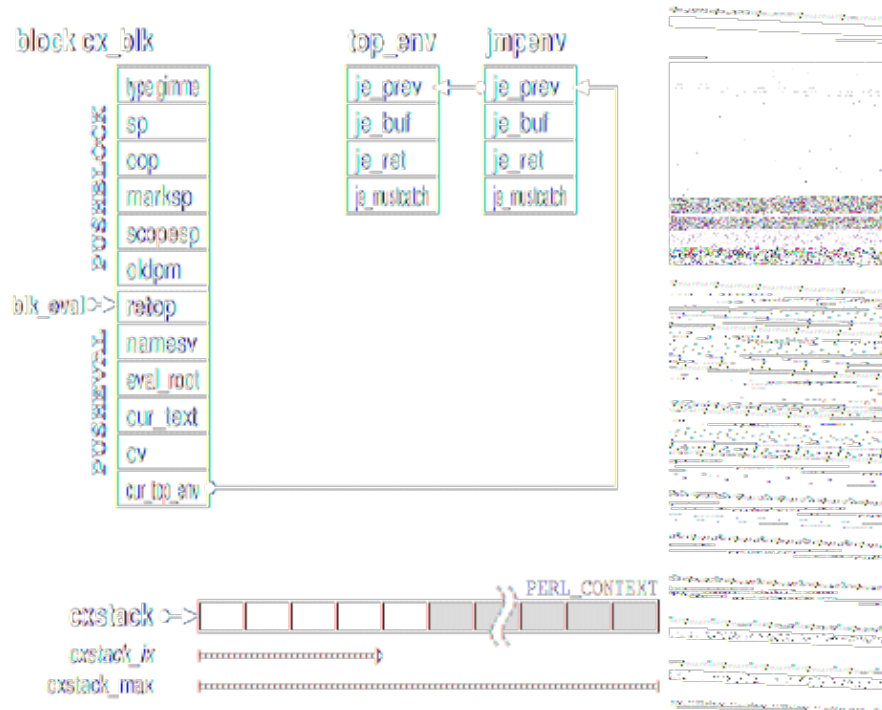 block cx_blk
top_env
jmpenv
type gimme
sp
cop
marksp
scopesp
oldpm
retop
namesv
eval_root
cur_text
cv
cur_top_env
PUSHBLOCK
blk_eval
PUSHEVAL
je_prev
je_buf
je_ret
je_mustcatch
je_prev
je_buf
je_ret
je_mustcatch
PERL_CONTEXT
cxstack
cxstack_ix
cxstack_max